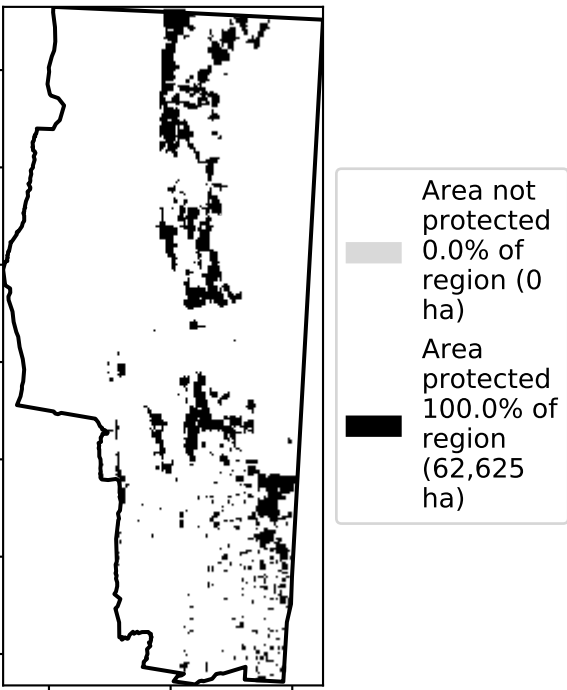 Area not
protected
0.0% of
region (0
ha)
Area
protected
100.0% of
region
(62,625
ha)